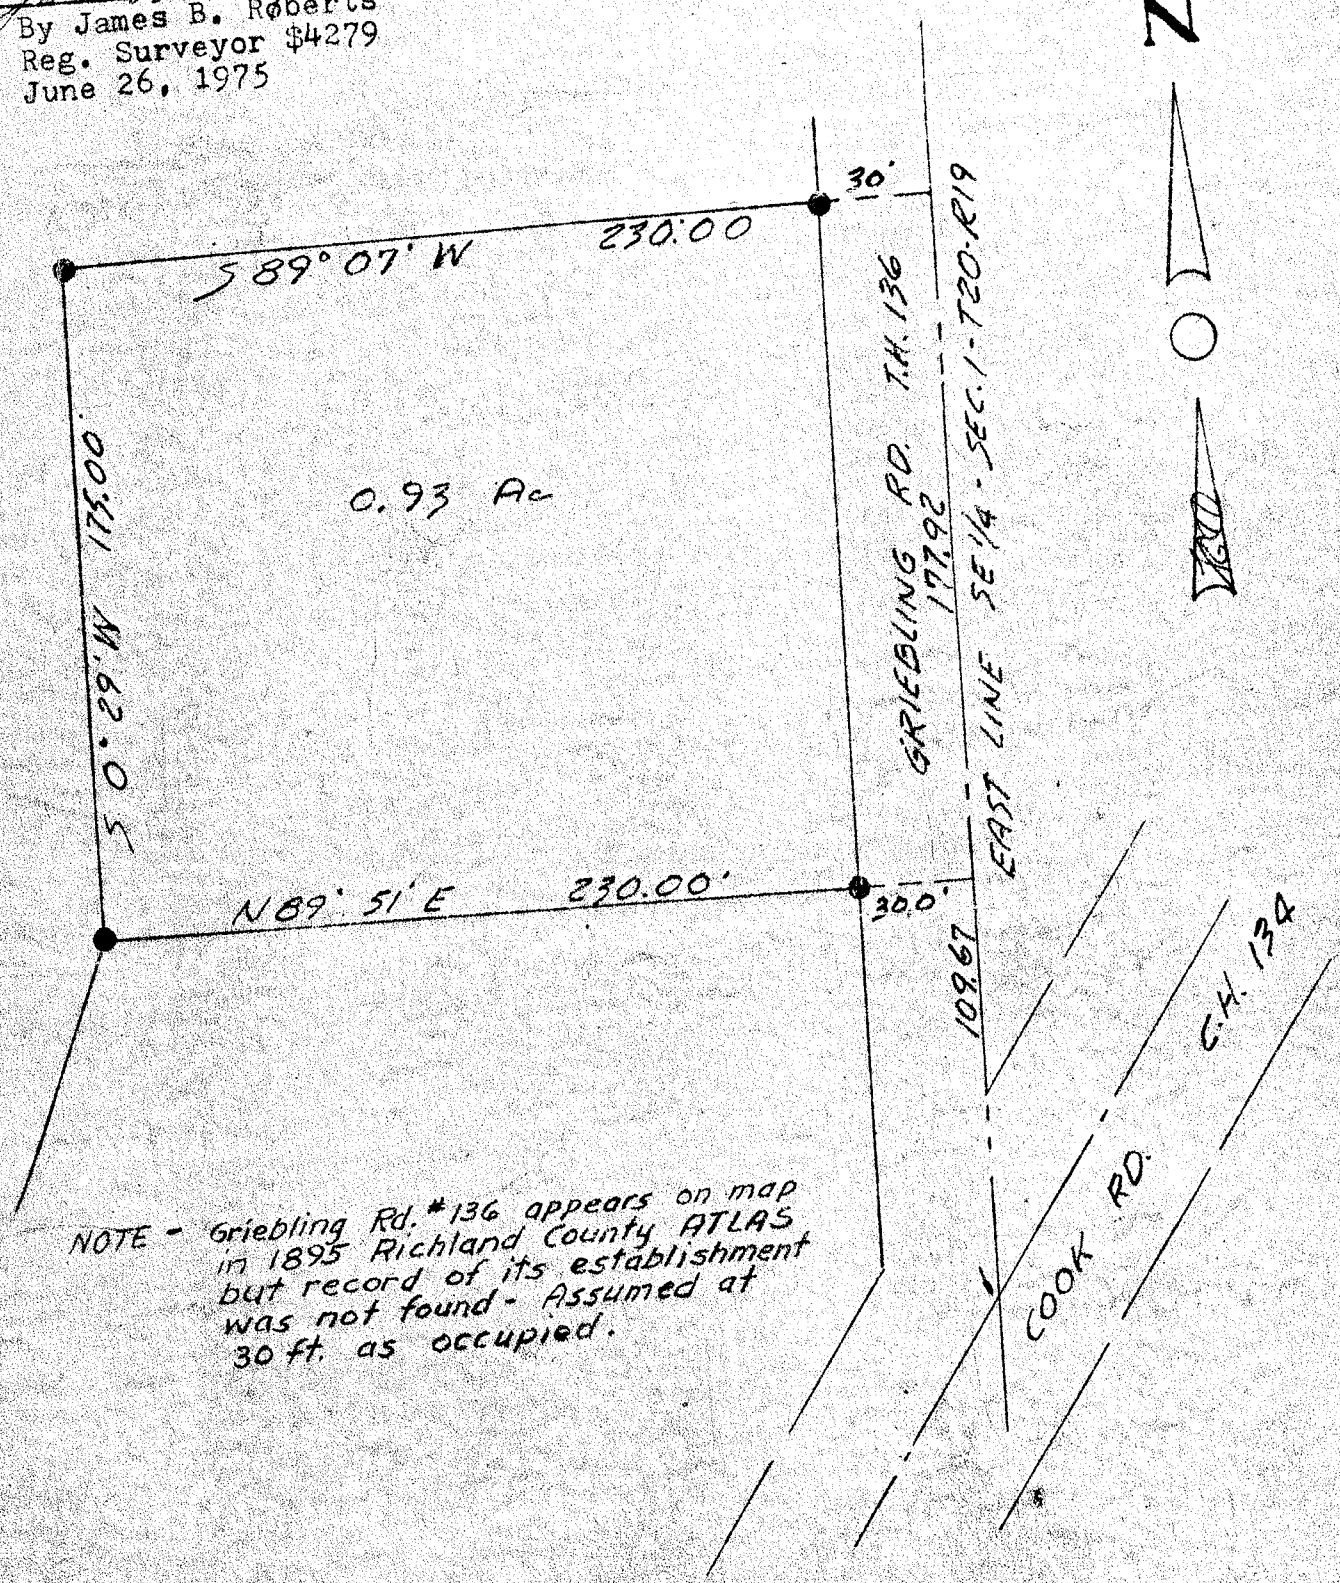 By James B. Røberts
Reg. Surveyor $4279
June 26, 1975
N
30'
S 89° 07' W 230.00
T.H. 136
GRIEBLING RD.
177.92
EAST LINE SE 1/4 - SEC. 1 - T20 - R19
0.93 Ac
S 0° 29' W 175.00'
N 89° 51' E 230.00'
30.0'
109.67
C.H. 134
COOK RD.
NOTE - Griebling Rd. #136 appears on map
in 1895 Richland County ATLAS
but record of its establishment
was not found - Assumed at
30 ft. as occupied.